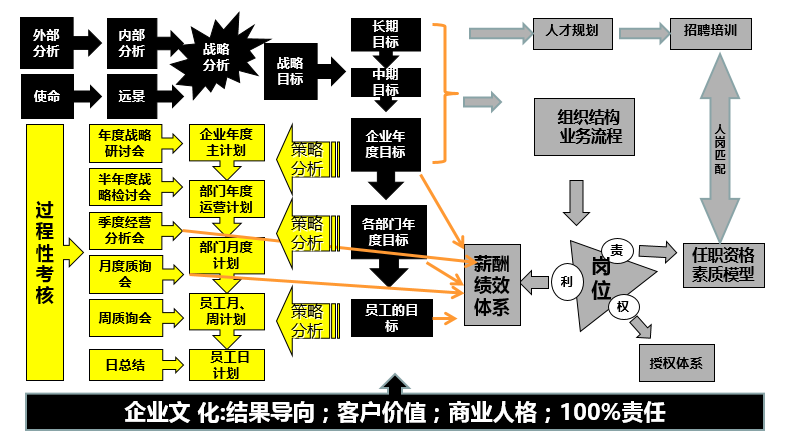 外部
分析
内部
分析
战略
分析
战略
目标
长期
目标
人才规划
招聘培训
使命
远景
中期
目标
组织结构
业务流程
人岗匹配
过程性考核
年度战略
研讨会
企业年度
主计划
策略
分析
企业年
度目标
半年度战
略检讨会
部门年度
运营计划
季度经营
分析会
策略
分析
各部门年
度目标
部门月度
计划
月度质询
会
薪酬
绩效
体系
利
岗
位
责
权
任职资格
素质模型
周质询会
员工月、
周计划
策略
分析
员工的目
标
日总结
员工日
计划
授权体系
企业文 化:结果导向；客户价值；商业人格；100%责任